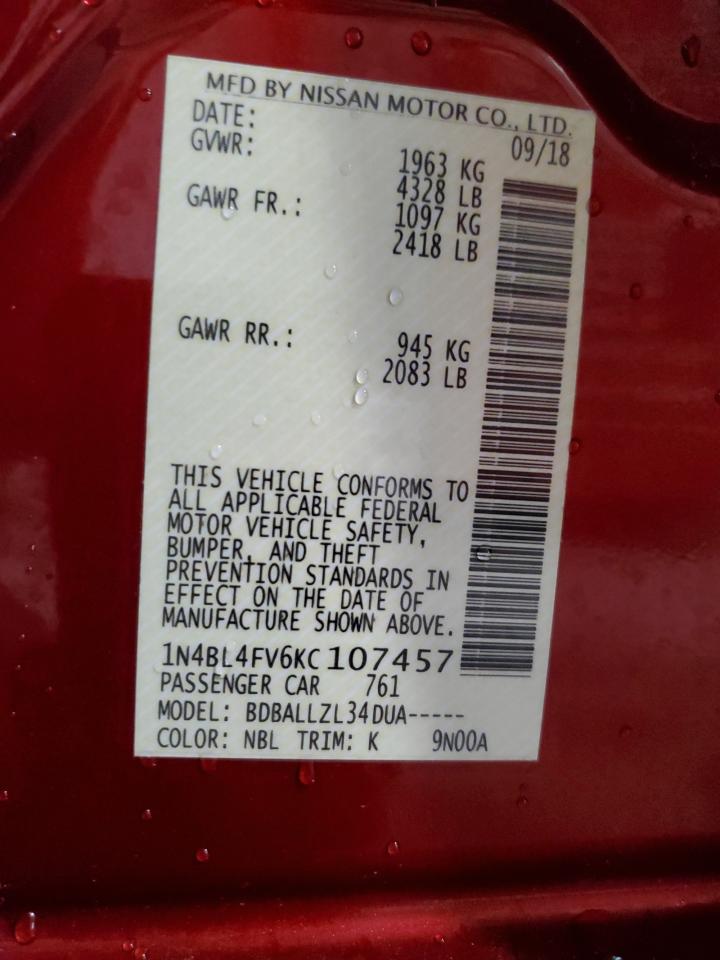 MFD BY NISSAN MOTOR CO., LTD.
DATE: 09/18
GVWR: 1963 KG
4328 LB
GAWR FR.: 1097 KG
2418 LB
GAWR RR.: 945 KG
2083 LB
THIS VEHICLE CONFORMS TO
ALL APPLICABLE FEDERAL
MOTOR VEHICLE SAFETY,
BUMPER, AND THEFT
PREVENTION STANDARDS IN
EFFECT ON THE DATE OF
MANUFACTURE SHOWN ABOVE.
1N4BL4FV6KC107457
PASSENGER CAR 761
MODEL: BDBALLZL34DUA-----
COLOR: NBL TRIM: K 9N00A